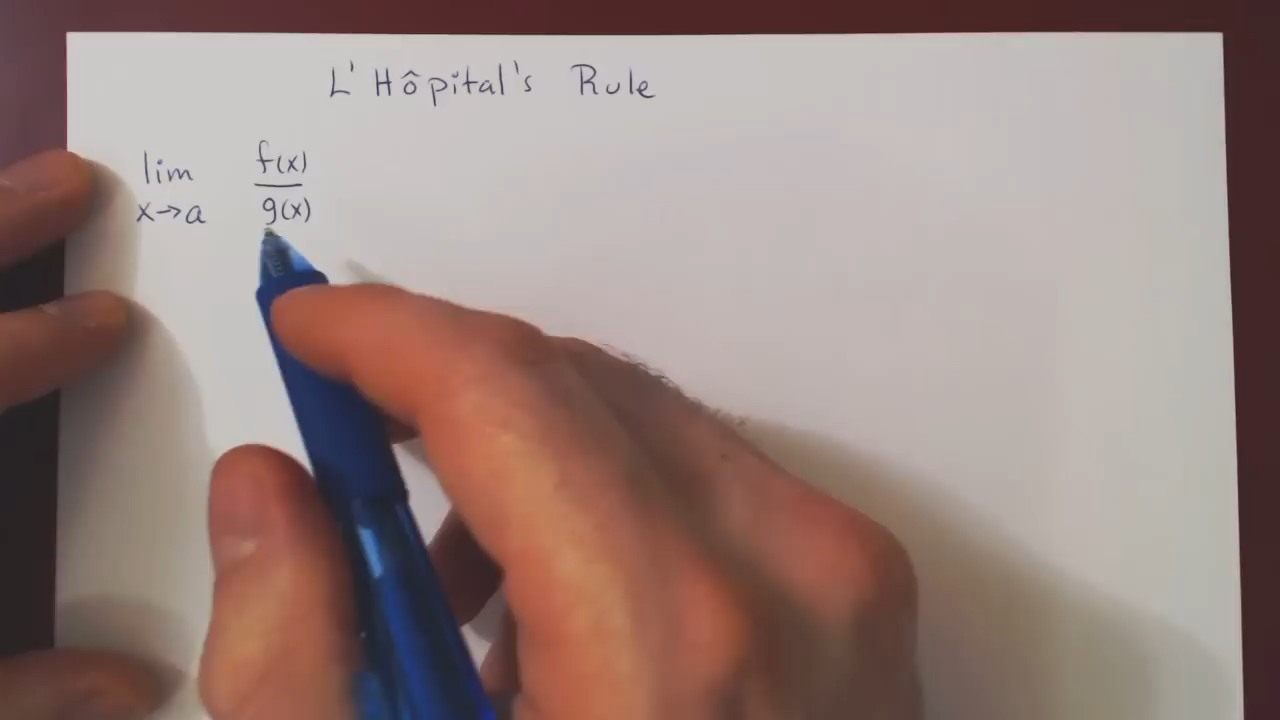 L'Hôpital's Rule
lim f(x)
x→a g(x)